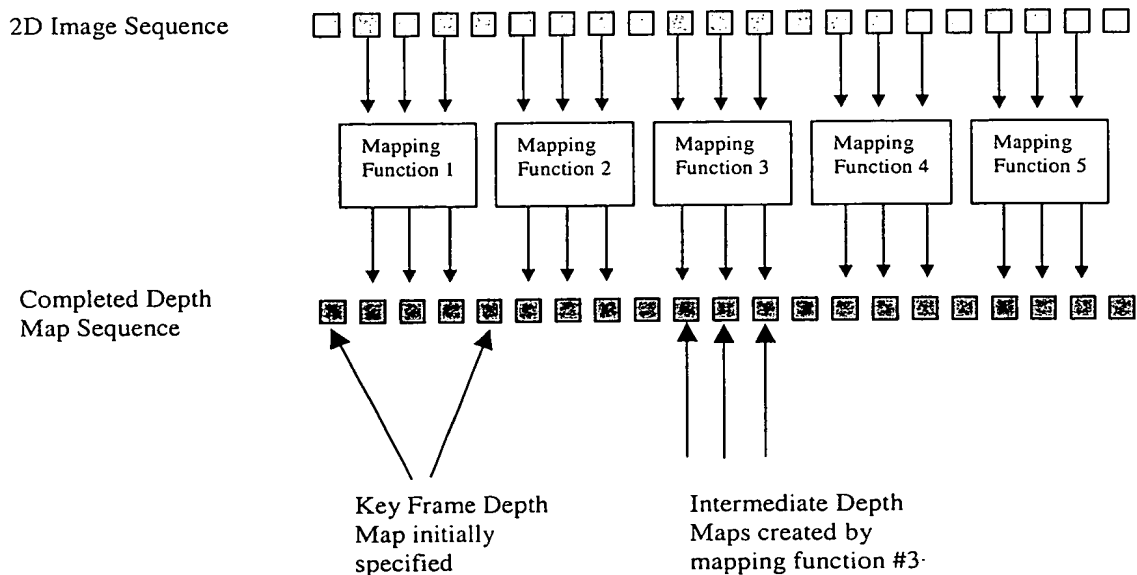 2D Image Sequence
Mapping
Function 1
Mapping
Function 2
Mapping
Function 3
Mapping
Function 4
Mapping
Function 5
Completed Depth
Map Sequence
Key Frame Depth
Map initially
specified
Intermediate Depth
Maps created by
mapping function #3